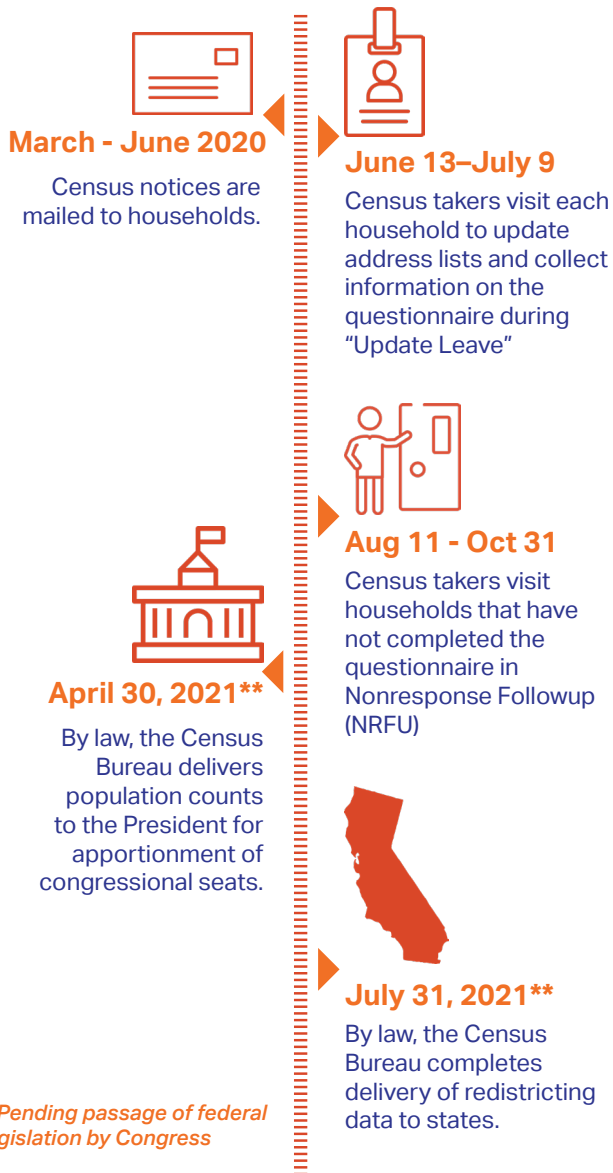 March - June 2020
Census notices are
mailed to households.
June 13–July 9
Census takers visit each
household to update
address lists and collect
information on the
questionnaire during
“Update Leave”
Aug 11 - Oct 31
Census takers visit
households that have
not completed the
questionnaire in
Nonresponse Followup
(NRFU)
April 30, 2021**
By law, the Census
Bureau delivers
population counts
to the President for
apportionment of
congressional seats.
July 31, 2021**
By law, the Census
Bureau completes
delivery of redistricting
data to states.
Pending passage of federal
gislation by Congress